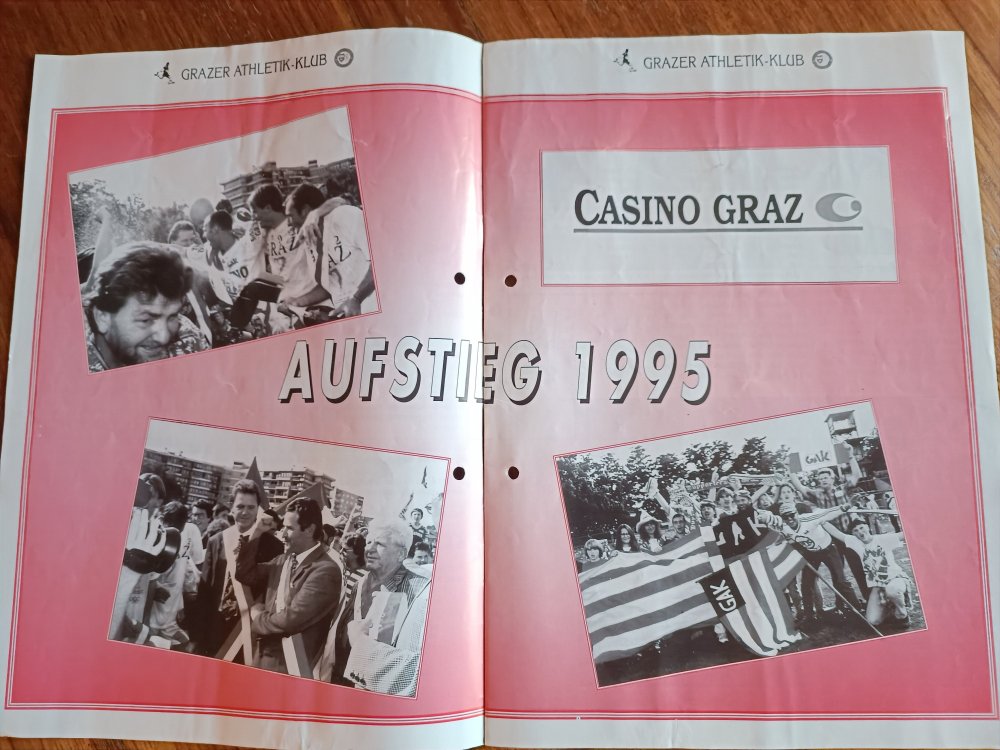 GRAZER ATHLETIK-KLUB
GRAZER ATHLETIK-KLUB
CASINO GRAZ
AUFSTIEG 1995
GRAZ
GAK
GAK